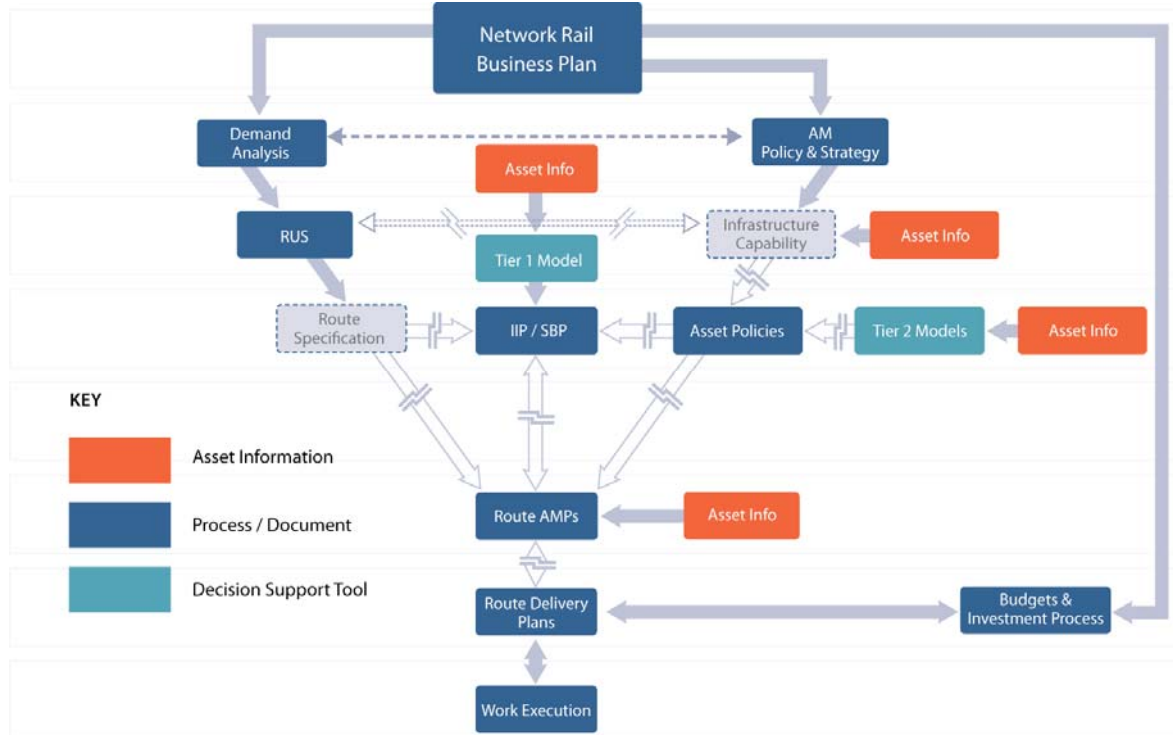 Network Rail
Business Plan
Demand
Analysis
AM
Policy & Strategy
Asset Info
RUS
Infrastructure
Capability
Asset Info
Tier 1 Model
Route
Specification
IIP / SBP
Asset Policies
Tier 2 Models
Asset Info
KEY
Asset Information
Process / Document
Decision Support Tool
Route AMPs
Asset Info
Route Delivery
Plans
Budgets &
Investment Process
Work Execution